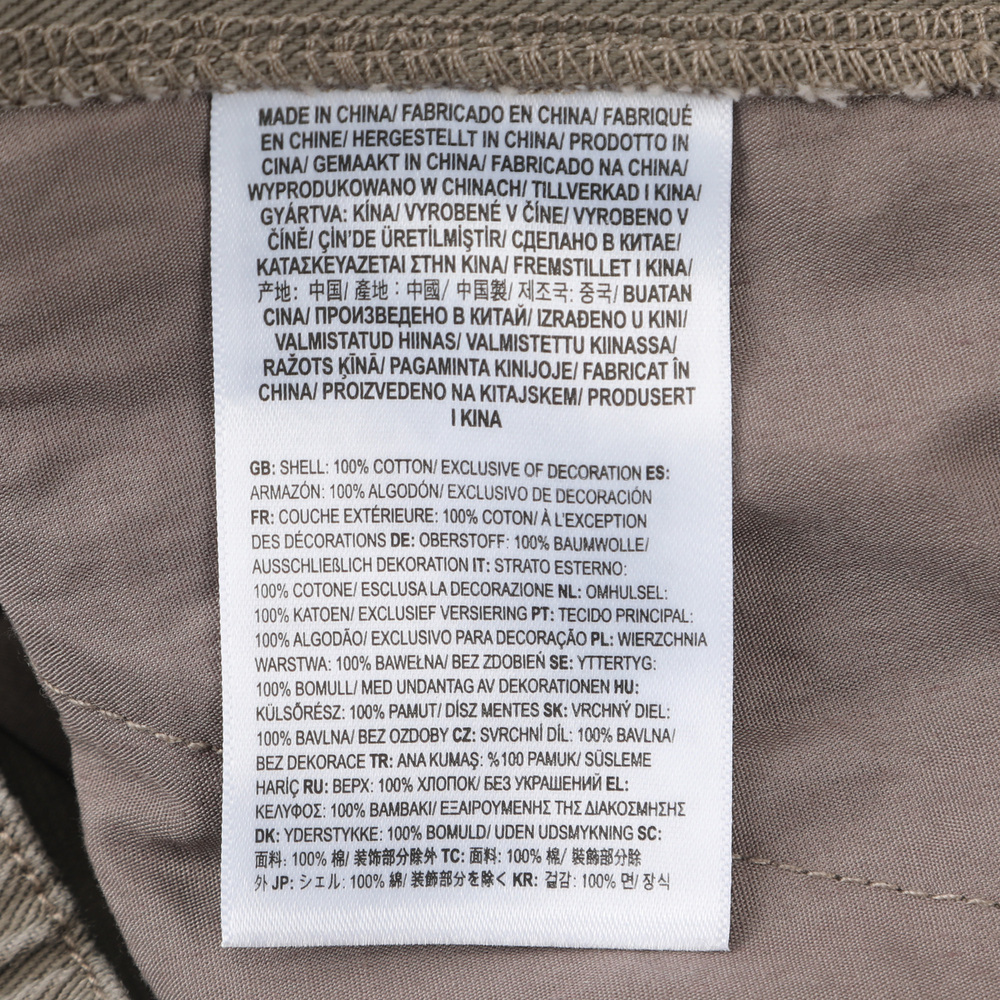 MADE IN CHINA/ FABRICADO EN CHINA/ FABRIQUÉ
EN CHINE/ HERGESTELLT IN CHINA/ PRODOTTO IN
CINA/ GEMAAKT IN CHINA/ FABRICADO NA CHINA/
WYPRODUKOWANO W CHINACH/ TILLVERKAD I KINA/
GYÁRTVA: KÍNA/ VYROBENÉ V ČÍNE/ VYROBENO V
ČÍNĚ/ ÇİN'DE ÜRETİLMİŞTİR/ СДЕЛАНО В КИТАЕ/
ΚΑΤΑΣΚΕΥΑΖΕΤΑΙ ΣΤΗΝ ΚΙΝΑ/ FREMSTILLET I KINA/
产地: 中国/ 產地: 中國/ 中国製/ 제조국: 중국/ BUATAN
CINA/ ПРОИЗВЕДЕНО В КИТАЙ/ IZRAĐENO U KINI/
VALMISTATUD HIINAS/ VALMISTETTU KIINASSA/
RAŽOTS ĶĪNĀ/ PAGAMINTA KINIJOJE/ FABRICAT ÎN
CHINA/ PROIZVEDENO NA KITAJSKEM/ PRODUSERT
I KINA
GB: SHELL: 100% COTTON/ EXCLUSIVE OF DECORATION ES:
ARMAZÓN: 100% ALGODÓN/ EXCLUSIVO DE DECORACIÓN
FR: COUCHE EXTÉRIEURE: 100% COTON/ À L'EXCEPTION
DES DÉCORATIONS DE: OBERSTOFF: 100% BAUMWOLLE/
AUSSCHLIEßLICH DEKORATION IT: STRATO ESTERNO:
100% COTONE/ ESCLUSA LA DECORAZIONE NL: OMHULSEL:
100% KATOEN/ EXCLUSIEF VERSIERING PT: TECIDO PRINCIPAL:
100% ALGODÃO/ EXCLUSIVO PARA DECORAÇÃO PL: WIERZCHNIA
WARSTWA: 100% BAWEŁNA/ BEZ ZDOBIEŃ SE: YTTERTYG:
100% BOMULL/ MED UNDANTAG AV DEKORATIONEN HU:
KÜLSŐRÉSZ: 100% PAMUT/ DÍSZ MENTES SK: VRCHNÝ DIEL:
100% BAVLNA/ BEZ OZDOBY CZ: SVRCHNÍ DÍL: 100% BAVLNA/
BEZ DEKORACE TR: ANA KUMAŞ: %100 PAMUK/ SÜSLEME
HARİÇ RU: ВЕРХ: 100% ХЛОПОК/ БЕЗ УКРАШЕНИЙ EL:
ΚΕΛΥΦΟΣ: 100% ΒΑΜΒΑΚΙ/ ΕΞΑΙΡΟΥΜΕΝΗΣ ΤΗΣ ΔΙΑΚΟΣΜΗΣΗΣ
DK: YDERSTYKKE: 100% BOMULD/ UDEN UDSMYKNING SC:
面料: 100% 棉/ 装饰部分除外 TC: 面料: 100% 棉/ 裝飾部分除
外 JP: シェル: 100% 綿/ 装飾部分を除く KR: 겉감: 100% 면/ 장식